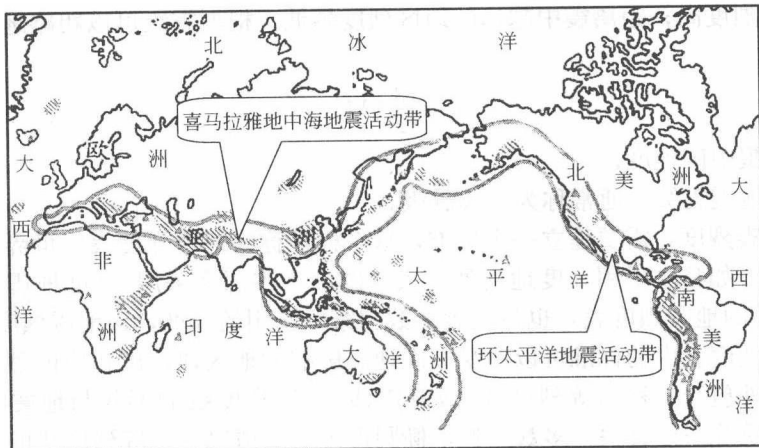 北 冰 洋
喜马拉雅地中海地震活动带
大 欧 洲 北 美 洲 大
西 亚 洲 西
非 太 平 洋 南
洋 洲 印 度 洋 大 洋 洲 美
环太平洋地震活动带
洲 洋